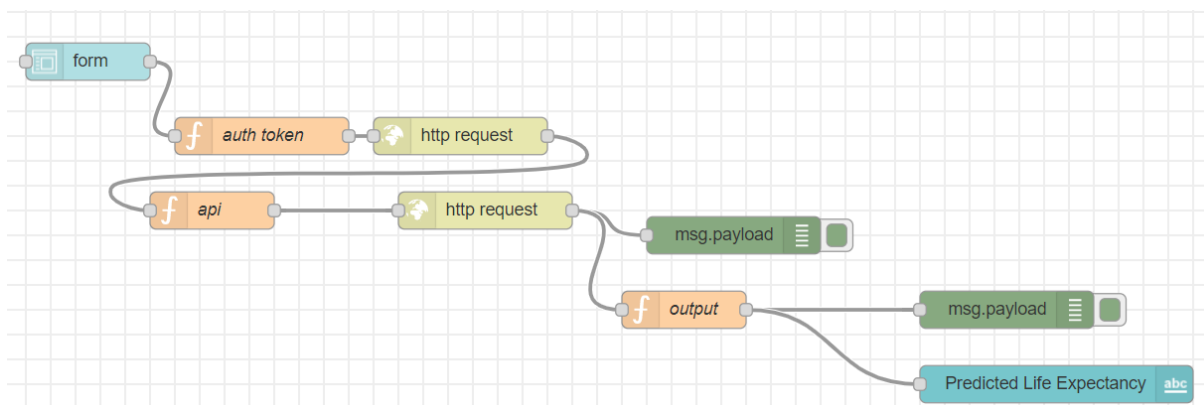 form
auth token
http request
api
http request
msg.payload
output
msg.payload
Predicted Life Expectancy
abc